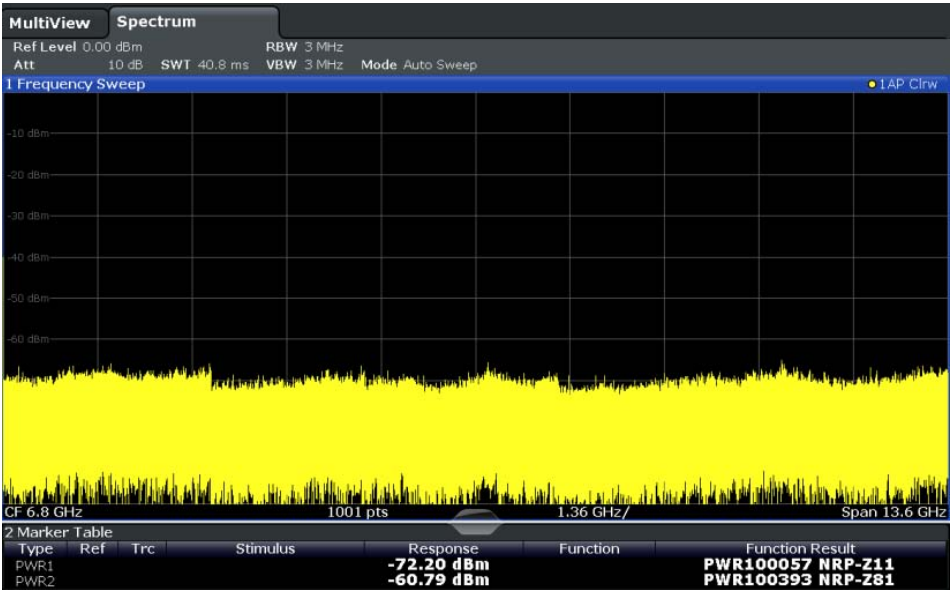 MultiView Spectrum
Ref Level 0.00 dBm RBW 3 MHz
Att 10 dB SWT 40.8 ms VBW 3 MHz Mode Auto Sweep
1 Frequency Sweep 1AP Clrw
-10 dBm
-20 dBm
-30 dBm
-40 dBm
-50 dBm
-60 dBm
CF 6.8 GHz 1001 pts 1.36 GHz/ Span 13.6 GHz
2 Marker Table
Type Ref Trc Stimulus Response Function Function Result
PWR1 -72.20 dBm PWR100057 NRP-Z11
PWR2 -60.79 dBm PWR100393 NRP-Z81